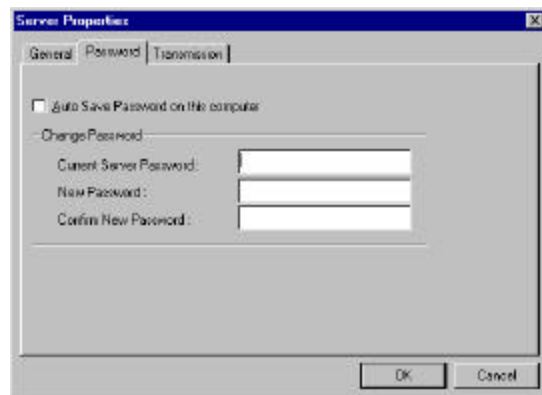 Server Properties
General Password Transmission
Auto Save Password on this computer
Change Password
Current Server Password:
New Password :
Confirm New Password :
OK Cancel